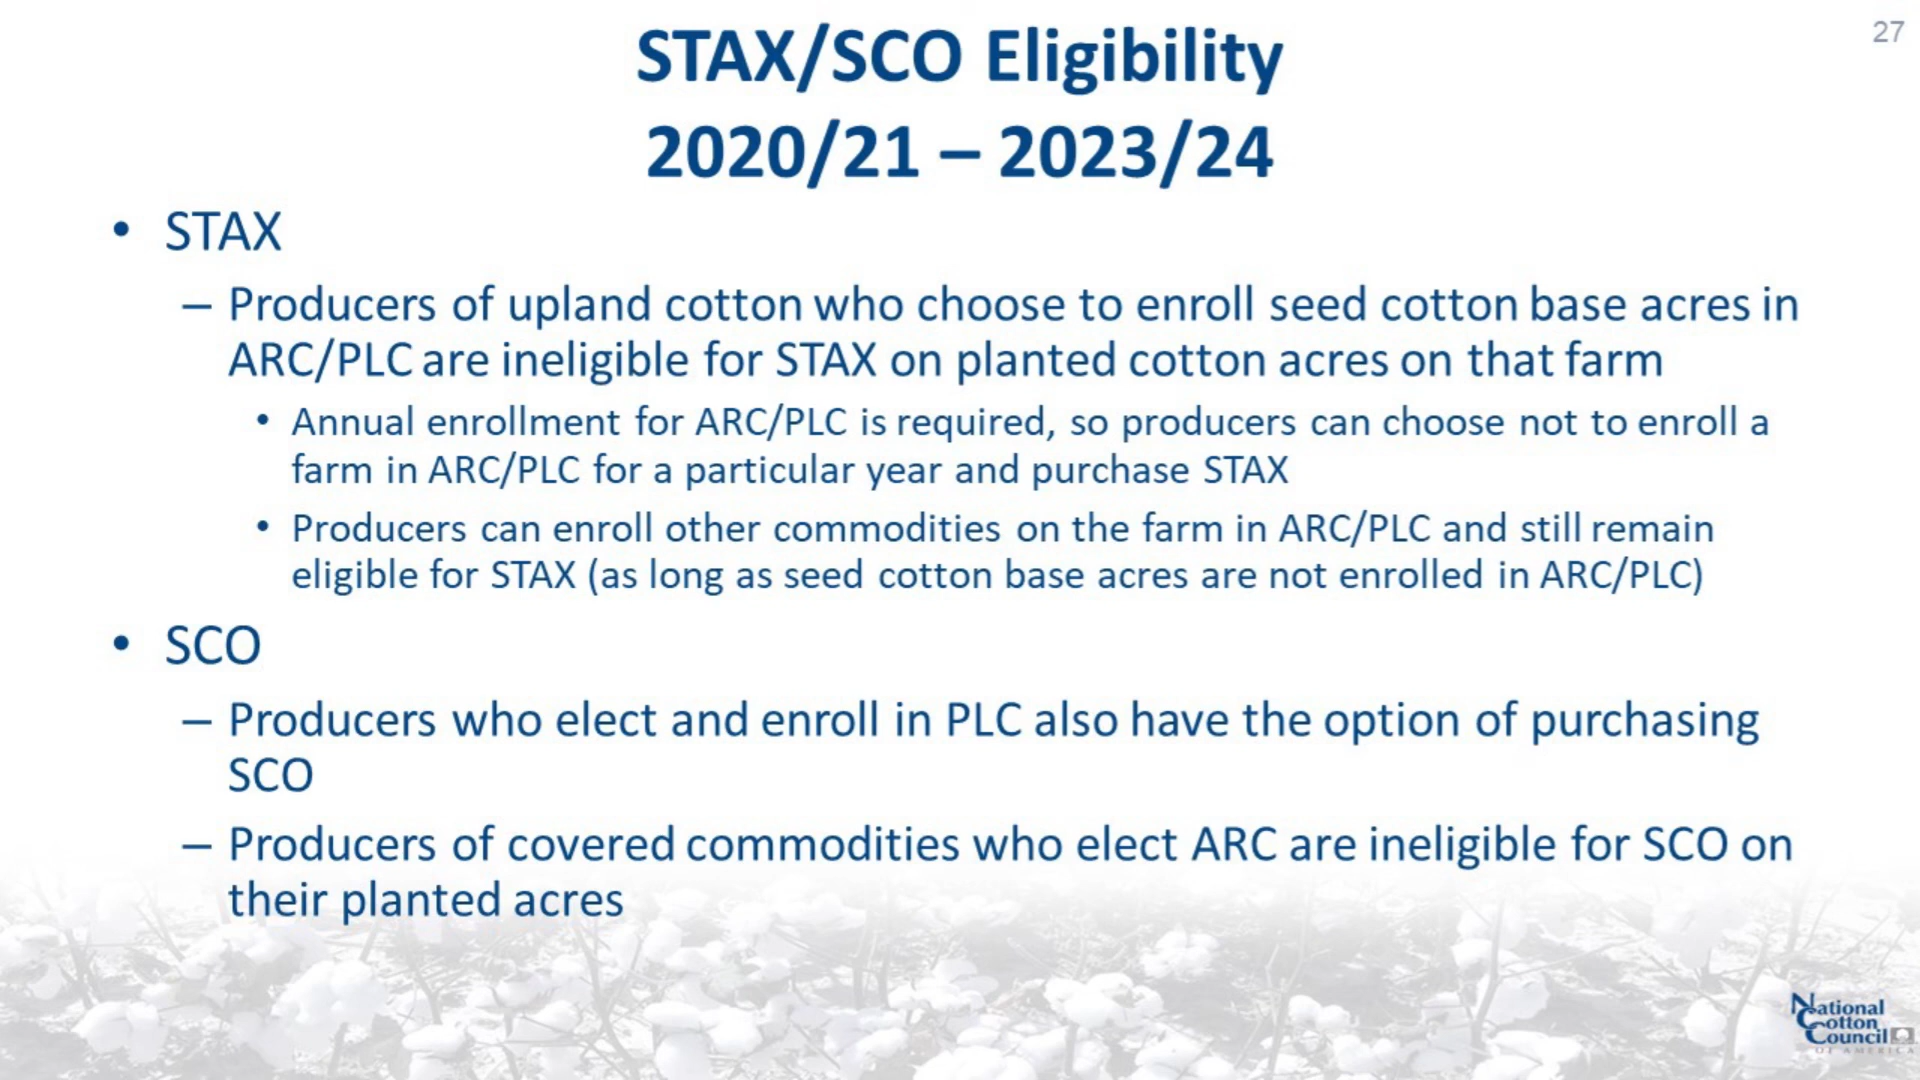 27
STAX/SCO Eligibility
2020/21 – 2023/24
• STAX
– Producers of upland cotton who choose to enroll seed cotton base acres in
ARC/PLC are ineligible for STAX on planted cotton acres on that farm
• Annual enrollment for ARC/PLC is required, so producers can choose not to enroll a
farm in ARC/PLC for a particular year and purchase STAX
• Producers can enroll other commodities on the farm in ARC/PLC and still remain
eligible for STAX (as long as seed cotton base acres are not enrolled in ARC/PLC)
• SCO
– Producers who elect and enroll in PLC also have the option of purchasing
SCO
– Producers of covered commodities who elect ARC are ineligible for SCO on
their planted acres
National
Cotton
Council
OF AMERICA